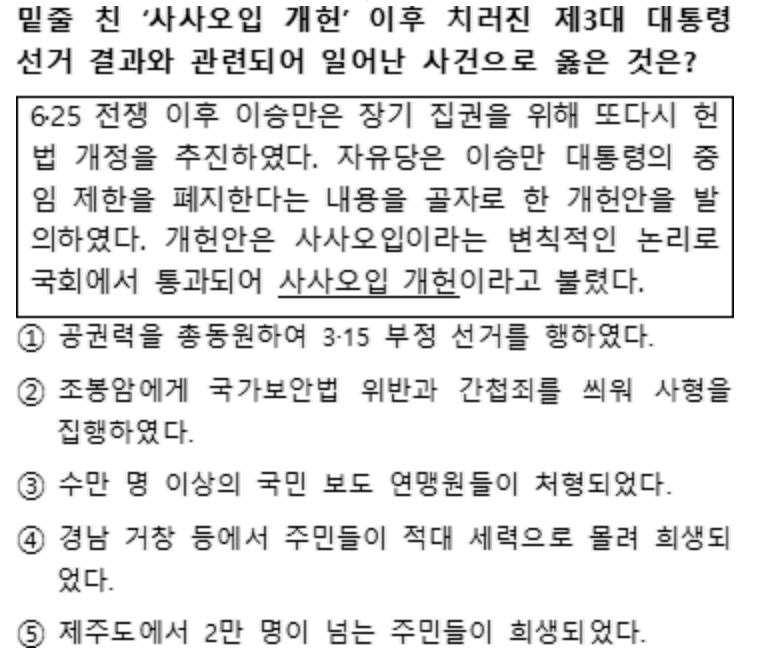 밑줄 친 ‘사사오입 개헌’ 이후 치러진 제3대 대통령
선거 결과와 관련되어 일어난 사건으로 옳은 것은?
6·25 전쟁 이후 이승만은 장기 집권을 위해 또다시 헌
법 개정을 추진하였다. 자유당은 이승만 대통령의 중
임 제한을 폐지한다는 내용을 골자로 한 개헌안을 발
의하였다. 개헌안은 사사오입이라는 변칙적인 논리로
국회에서 통과되어 사사오입 개헌이라고 불렸다.
① 공권력을 총동원하여 3·15 부정 선거를 행하였다.
② 조봉암에게 국가보안법 위반과 간첩죄를 씌워 사형을
집행하였다.
③ 수만 명 이상의 국민 보도 연맹원들이 처형되었다.
④ 경남 거창 등에서 주민들이 적대 세력으로 몰려 희생되
었다.
⑤ 제주도에서 2만 명이 넘는 주민들이 희생되었다.